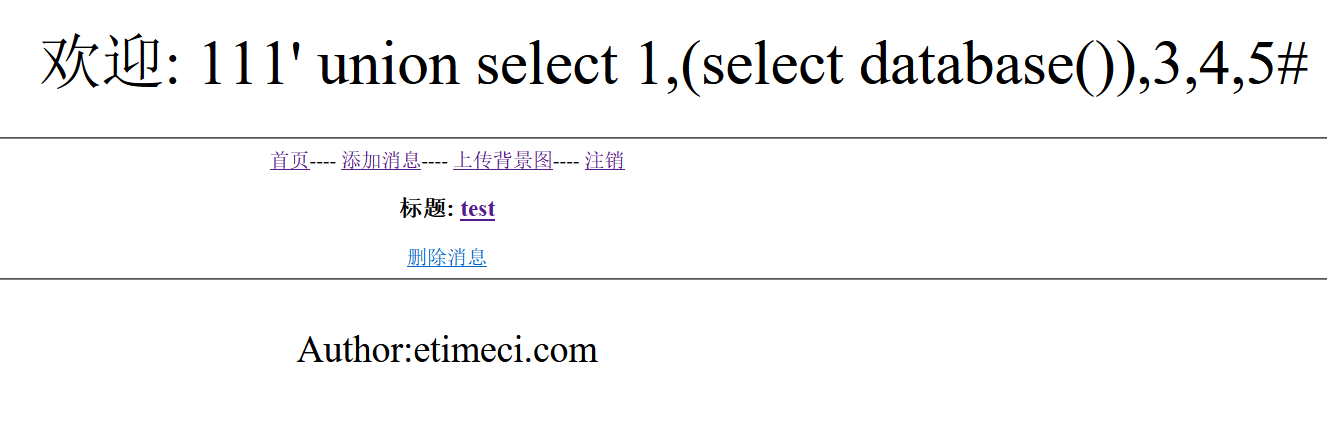 欢迎: 111' union select 1,(select database()),3,4,5#
首页---- 添加消息---- 上传背景图---- 注销
标题: test
删除消息
Author:etimeci.com